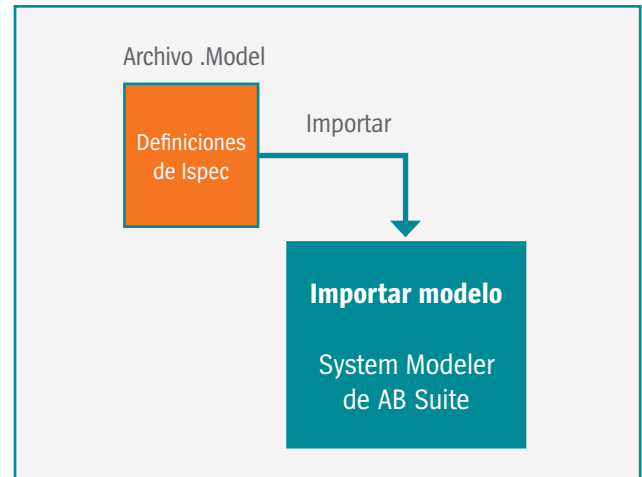 Archivo .Model
Definiciones
de Ispec
Importar
Importar modelo
System Modeler
de AB Suite